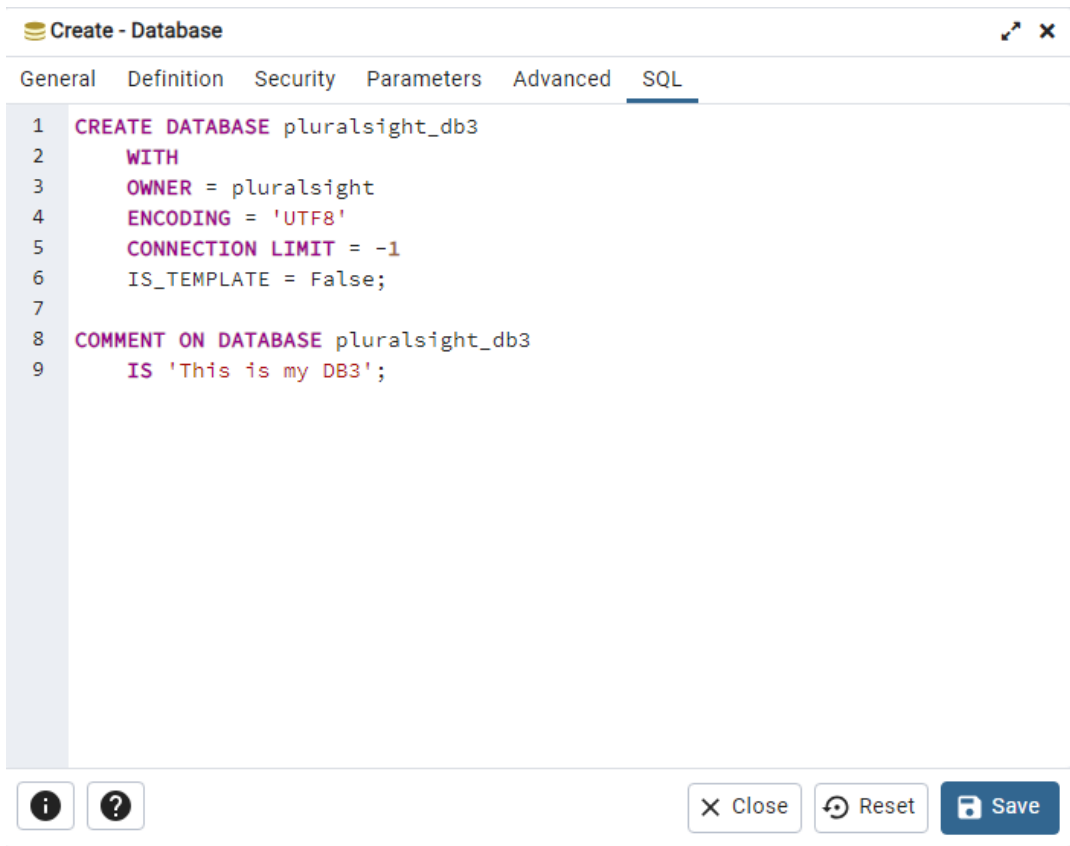 Create - Database
General Definition Security Parameters Advanced SQL
1 CREATE DATABASE pluralsight_db3
2     WITH
3     OWNER = pluralsight
4     ENCODING = 'UTF8'
5     CONNECTION LIMIT = -1
6     IS_TEMPLATE = False;
7
8 COMMENT ON DATABASE pluralsight_db3
9     IS 'This is my DB3';
Close Reset Save